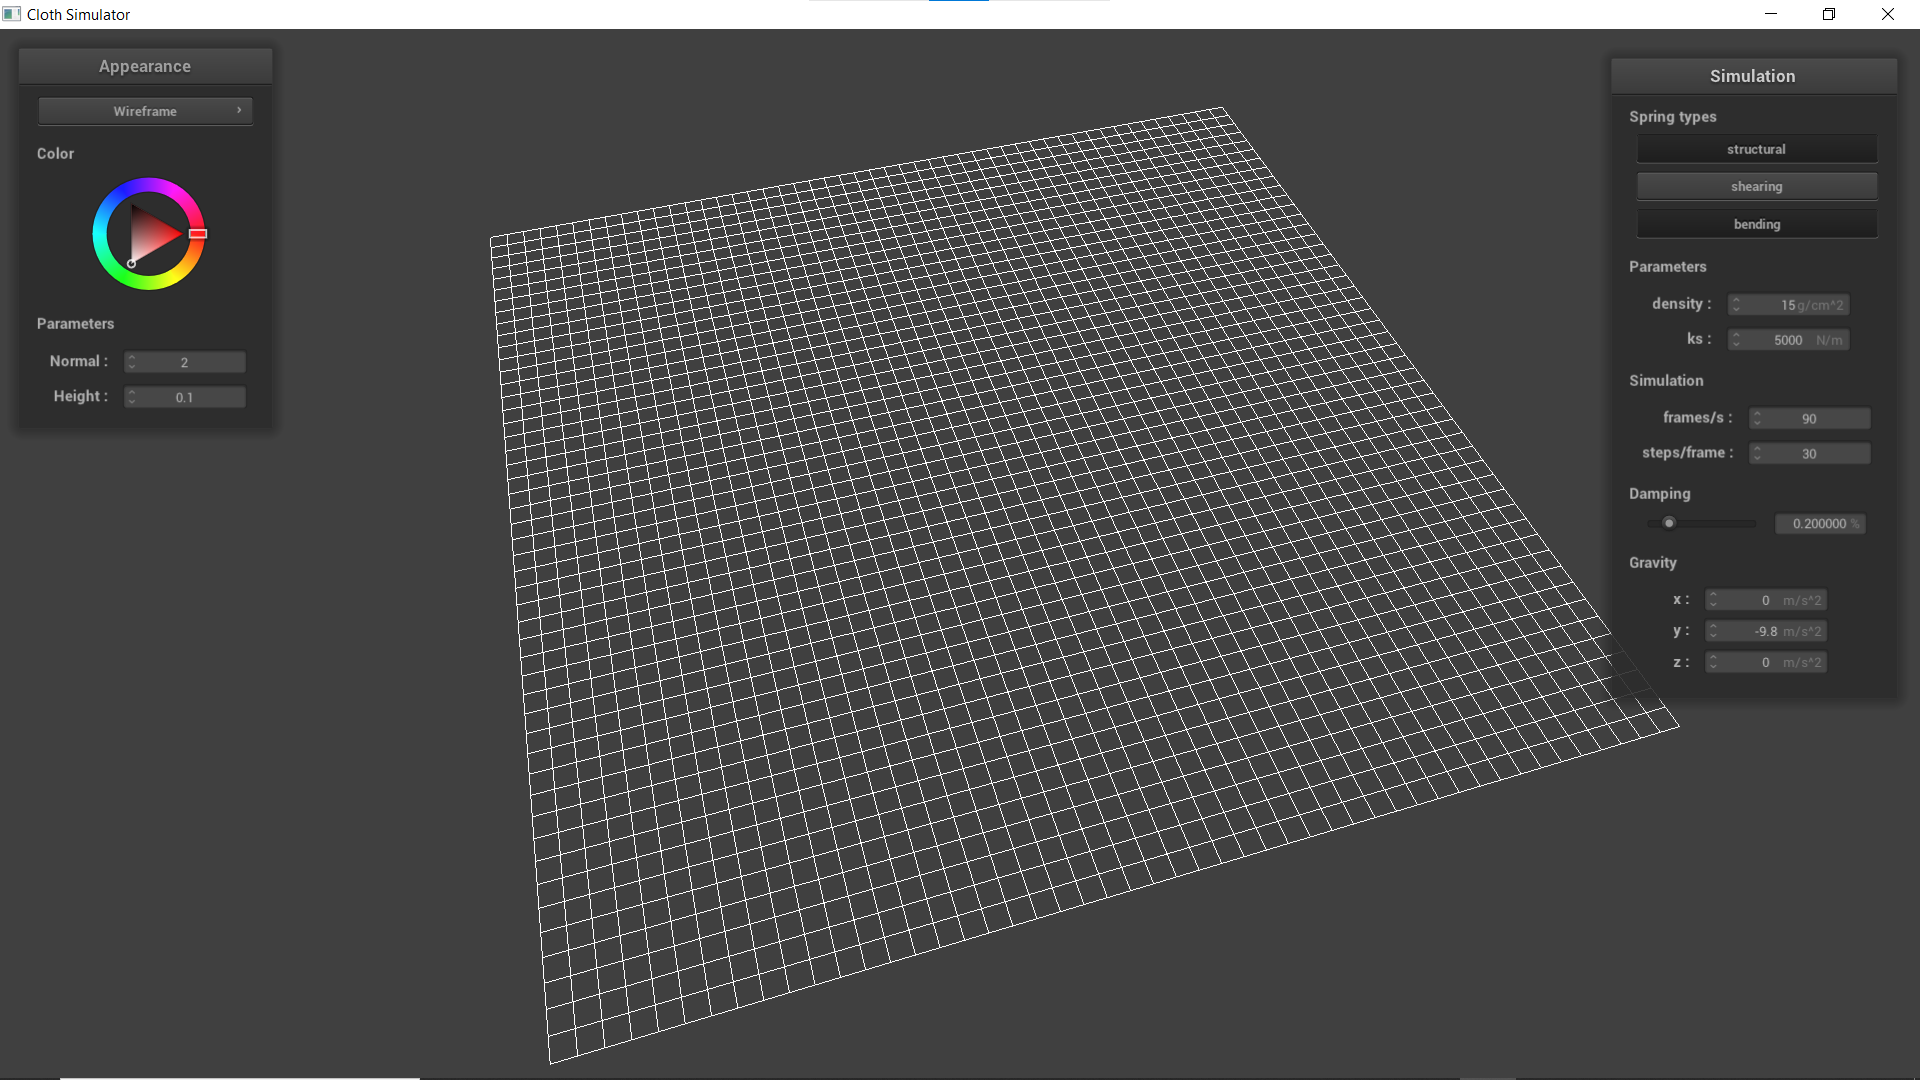 Cloth Simulator
Appearance
Wireframe
Color
Parameters
Normal : 2
Height : 0.1
Simulation
Spring types
structural
shearing
bending
Parameters
density : 15 g/cm^2
ks : 5000 N/m
Simulation
frames/s : 90
steps/frame : 30
Damping
0.200000 %
Gravity
x : 0 m/s^2
y : -9.8 m/s^2
z : 0 m/s^2